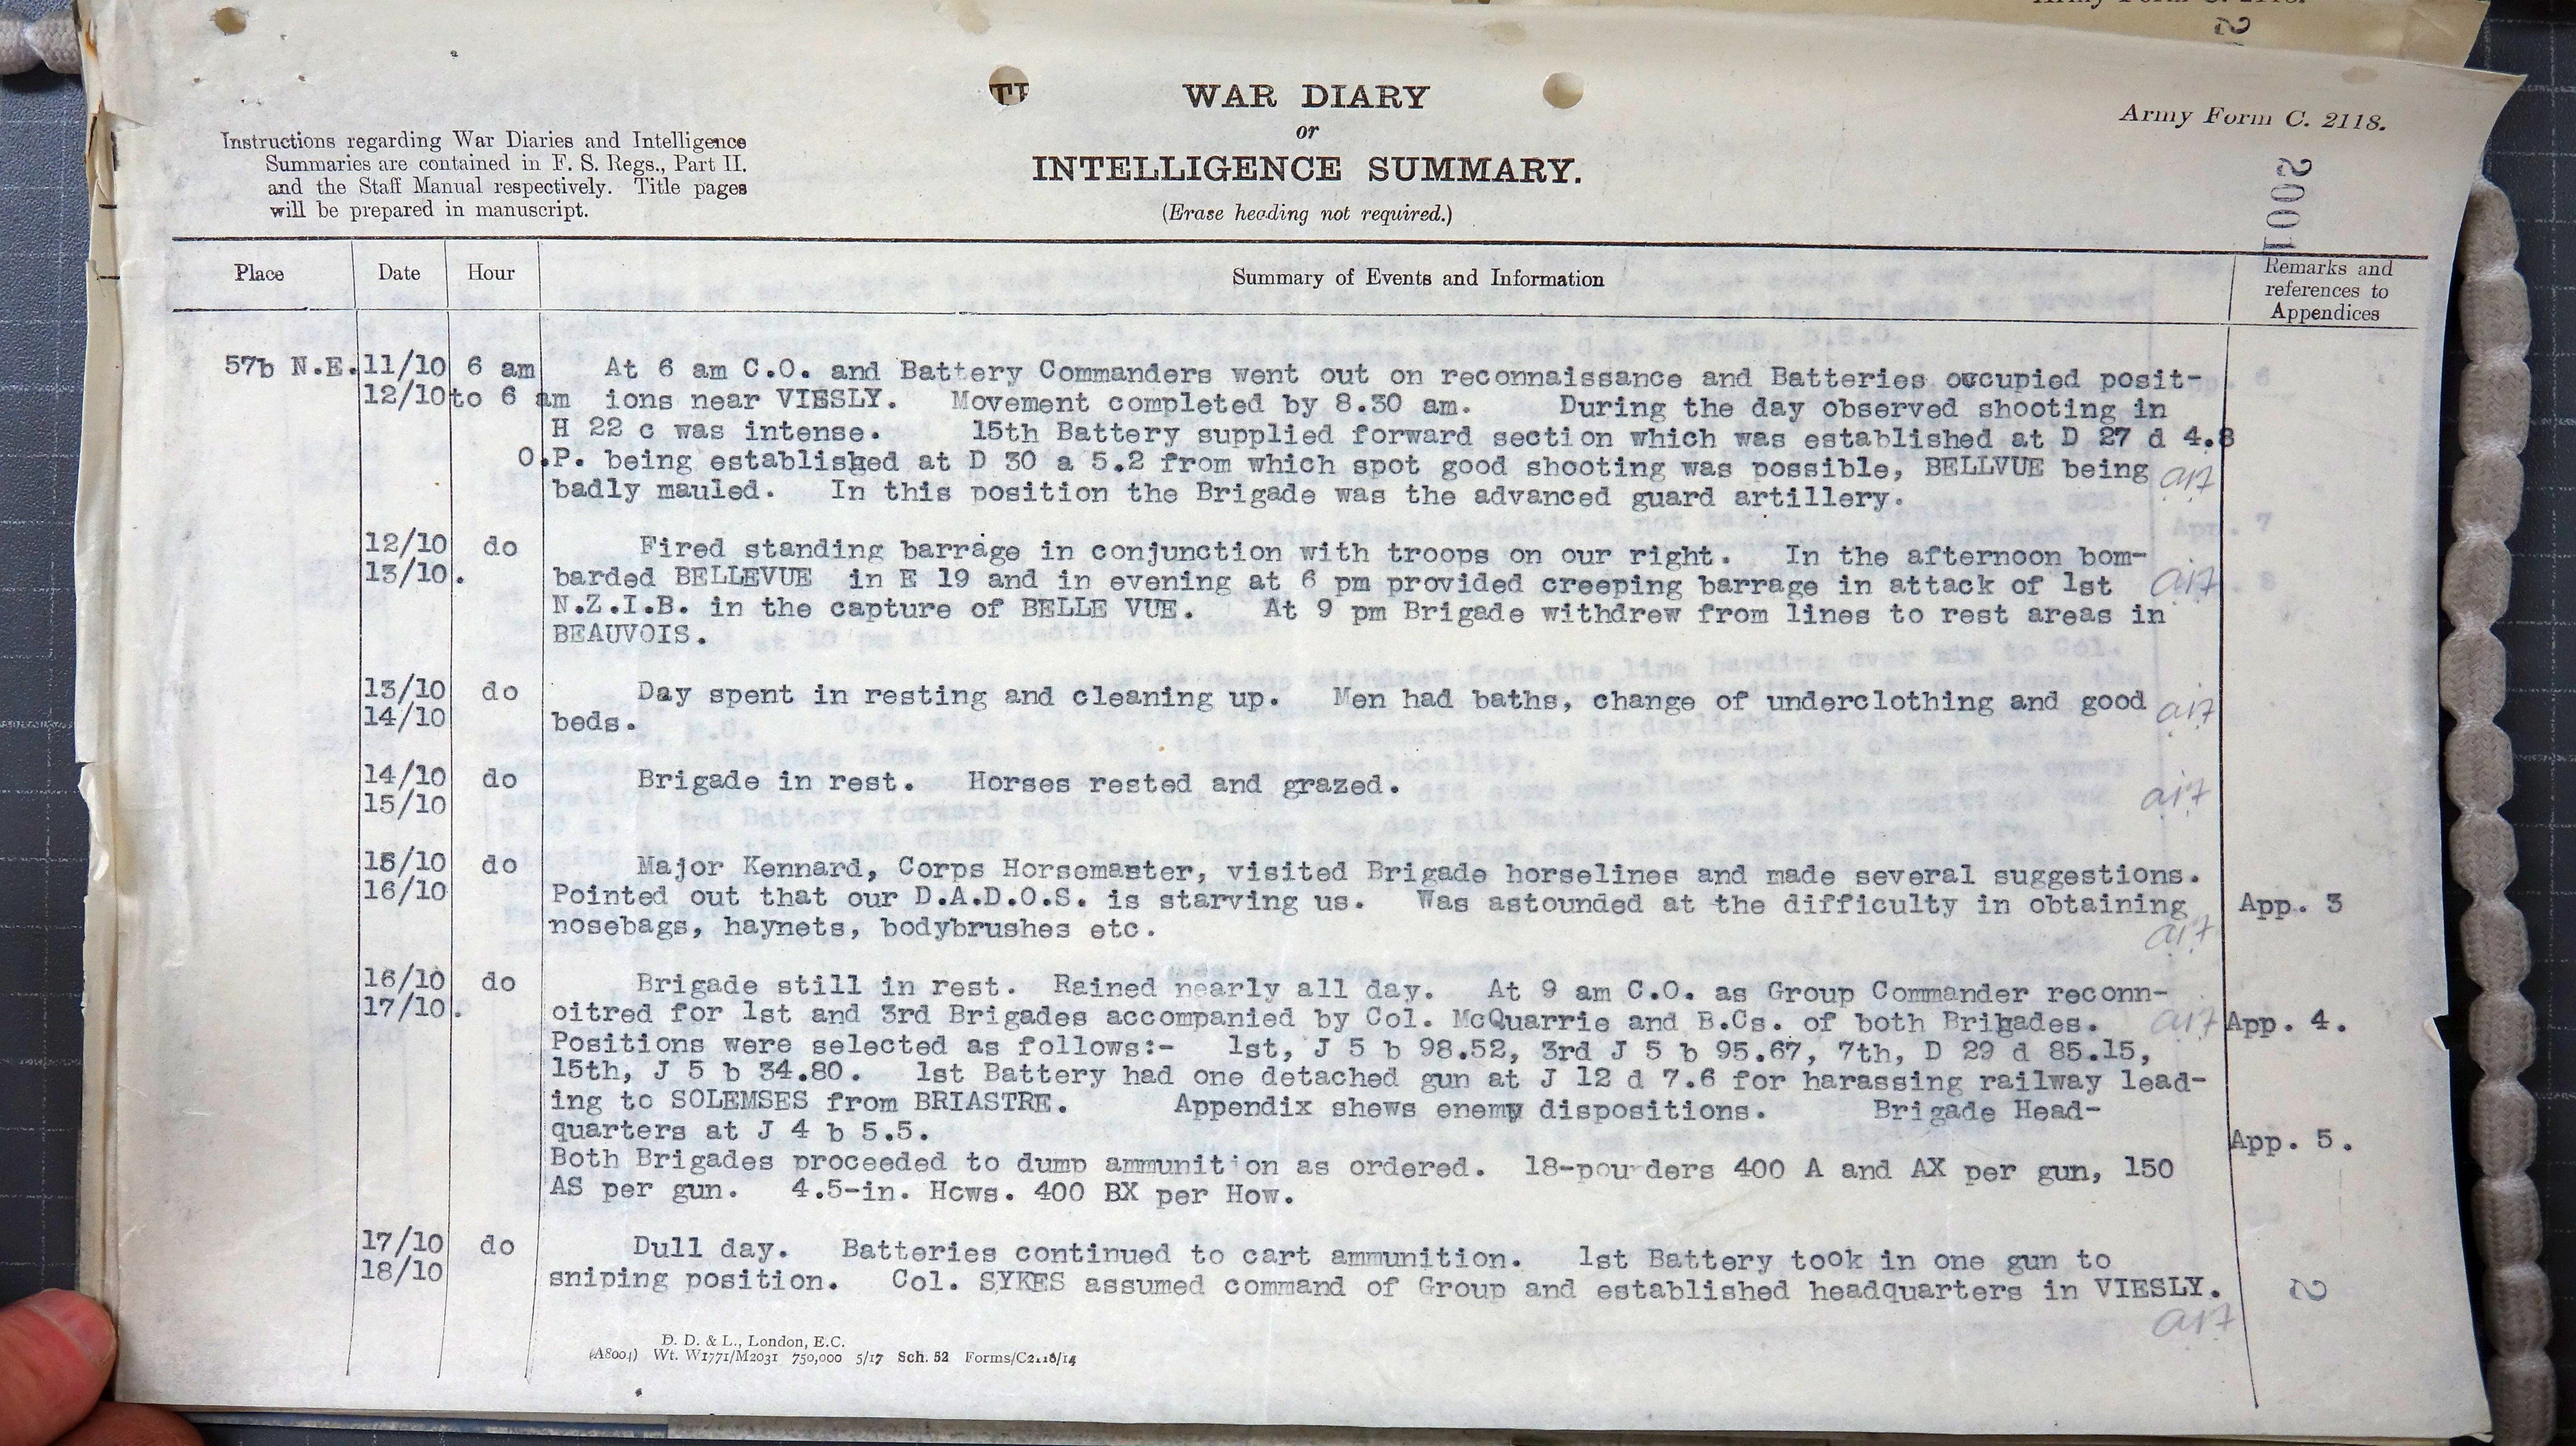 Army Form C. 2118.
WAR DIARY
or
INTELLIGENCE SUMMARY.
(Erase heading not required.)
Army Form C. 2118.
Instructions regarding War Diaries and Intelligence
Summaries are contained in F. S. Regs., Part II.
and the Staff Manual respectively. Title pages
will be prepared in manuscript.
1002
Place Date Hour Summary of Events and Information Remarks and references to Appendices
57b N.E. 11/10 6 am At 6 am C.O. and Battery Commanders went out on reconnaissance and Batteries occupied posit-
12/10 to 6 am ions near VIESLY. Movement completed by 8.30 am. During the day observed shooting in
H 22 c was intense. 15th Battery supplied forward section which was established at D 27 d 4.8
O.P. being established at D 30 a 5.2 from which spot good shooting was possible, BELLVUE being
badly mauled. In this position the Brigade was the advanced guard artillery.
12/10 do Fired standing barrage in conjunction with troops on our right. In the afternoon bom-
13/10. barded BELLEVUE in E 19 and in evening at 6 pm provided creeping barrage in attack of 1st
N.Z.I.B. in the capture of BELLE VUE. At 9 pm Brigade withdrew from lines to rest areas in
BEAUVOIS.
13/10 do Day spent in resting and cleaning up. Men had baths, change of underclothing and good
14/10 beds.
14/10 do Brigade in rest. Horses rested and grazed.
15/10
15/10 do Major Kennard, Corps Horsemaster, visited Brigade horselines and made several suggestions.
16/10 Pointed out that our D.A.D.O.S. is starving us. Was astounded at the difficulty in obtaining App. 3
nosebags, haynets, bodybrushes etc.
16/10 do Brigade still in rest. Rained nearly all day. At 9 am C.O. as Group Commander reconn-
17/10. oitred for 1st and 3rd Brigades accompanied by Col. McQuarrie and B.Cs. of both Brigades. App. 4.
Positions were selected as follows:- 1st, J 5 b 98.52, 3rd J 5 b 95.67, 7th, D 29 d 85.15,
15th, J 5 b 34.80. 1st Battery had one detached gun at J 12 d 7.6 for harassing railway lead-
ing to SOLEMSES from BRIASTRE. Appendix shews enemy dispositions. Brigade Head-
quarters at J 4 b 5.5. App. 5.
Both Brigades proceeded to dump ammunition as ordered. 18-pounders 400 A and AX per gun, 150
AS per gun. 4.5-in. Hows. 400 BX per How.
17/10 do Dull day. Batteries continued to cart ammunition. 1st Battery took in one gun to
18/10 sniping position. Col. SYKES assumed command of Group and established headquarters in VIESLY.
2
D. D. & L., London, E.C.
(A8001) Wt. W1771/M2031 750,000 5/17 Sch. 52 Forms/C2118/14